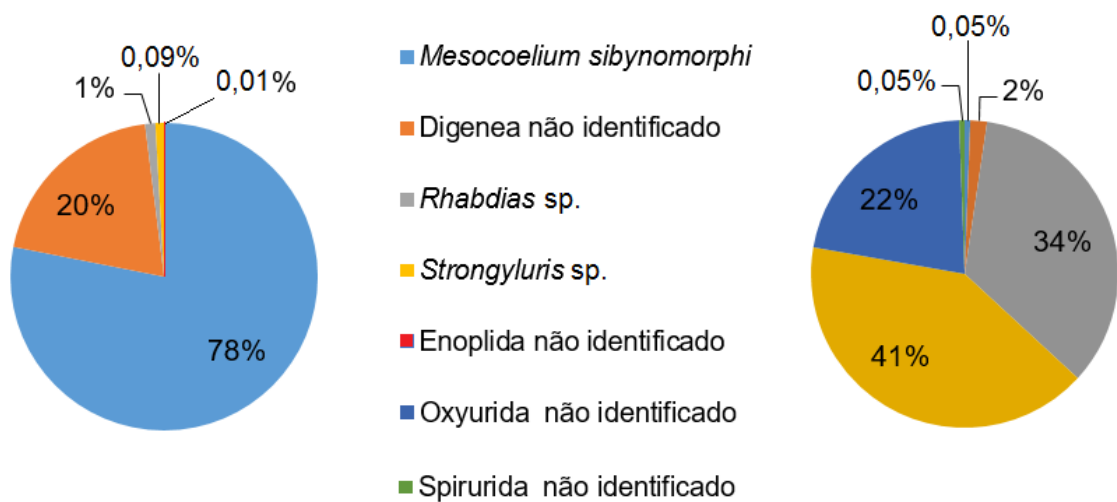 0,09%
1%
0,01%
20%
78%
Mesocoelium sibynomorphi
Digenea não identificado
Rhabdias sp.
Strongyluris sp.
Enoplida não identificado
Oxyurida não identificado
Spirurida não identificado
0,05%
0,05%
2%
22%
34%
41%